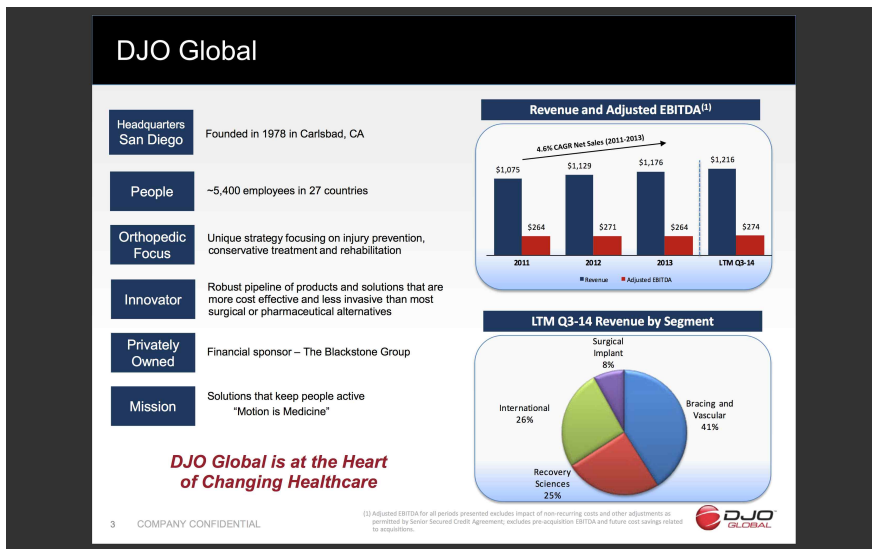 DJO Global
Headquarters
San Diego
Founded in 1978 in Carlsbad, CA
People
~5,400 employees in 27 countries
Orthopedic
Focus
Unique strategy focusing on injury prevention,
conservative treatment and rehabilitation
Innovator
Robust pipeline of products and solutions that are
more cost effective and less invasive than most
surgical or pharmaceutical alternatives
Privately
Owned
Financial sponsor – The Blackstone Group
Mission
Solutions that keep people active
“Motion is Medicine”
DJO Global is at the Heart
of Changing Healthcare
Revenue and Adjusted EBITDA(1)
4.6% CAGR Net Sales (2011-2013)
$1,075 $1,129 $1,176 $1,216
$264 $271 $264 $274
2011 2012 2013 LTM Q3-14
Revenue Adjusted EBITDA
LTM Q3-14 Revenue by Segment
Surgical
Implant
8%
International
26%
Bracing and
Vascular
41%
Recovery
Sciences
25%
(1) Adjusted EBITDA for all periods presented excludes impact of non-recurring costs and other adjustments as
permitted by Senior Secured Credit Agreement; excludes pre-acquisition EBITDA and future cost savings related
to acquisitions.
3 COMPANY CONFIDENTIAL
DJO™
GLOBAL